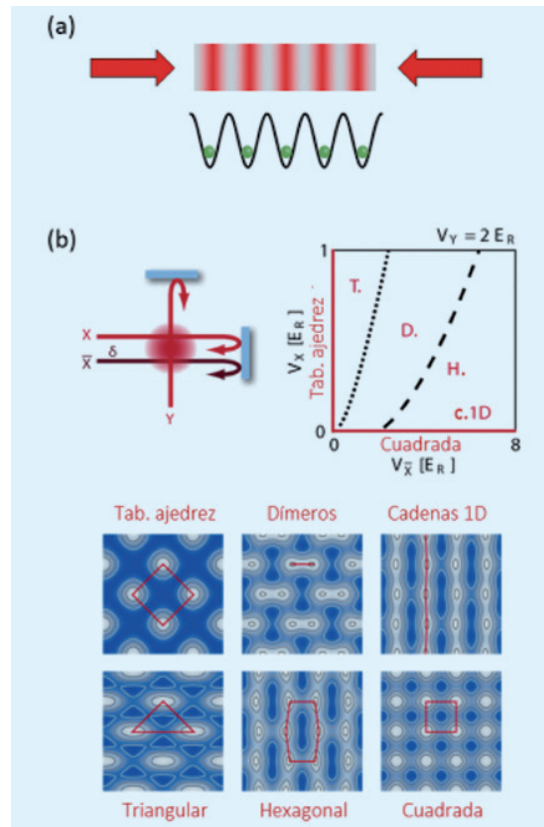 (a)
(b)
X
δ
X̅
Y
V_Y = 2 E_R
1
V_X [E_R]
Tab. ajedrez
T.
D.
H.
c.1D
0
0
Cuadrada
8
V_X̅ [E_R]
Tab. ajedrez
Dímeros
Cadenas 1D
Triangular
Hexagonal
Cuadrada